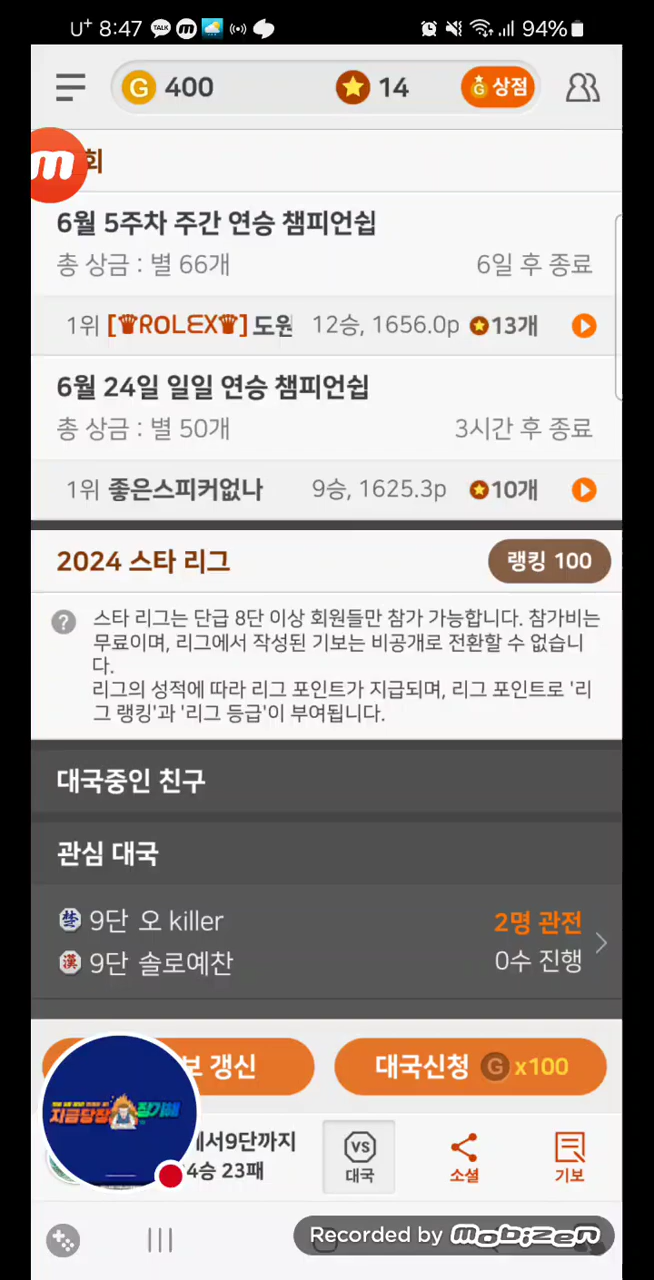 U+ 8:47 TALK m 94%
G 400 14 G 상점
m 회
6월 5주차 주간 연승 챔피언쉽
총 상금 : 별 66개 6일 후 종료
1위 [♛ROLEX♛] 도원 12승, 1656.0p 13개
6월 24일 일일 연승 챔피언쉽
총 상금 : 별 50개 3시간 후 종료
1위 좋은스피커없나 9승, 1625.3p 10개
2024 스타 리그 랭킹 100
? 스타 리그는 단급 8단 이상 회원들만 참가 가능합니다. 참가비는
무료이며, 리그에서 작성된 기보는 비공개로 전환할 수 없습니
다.
리그의 성적에 따라 리그 포인트가 지급되며, 리그 포인트로 '리
그 랭킹'과 '리그 등급'이 부여됩니다.
대국중인 친구
관심 대국
楚 9단 오 killer 2명 관전
漢 9단 솔로예찬 0수 진행
보 갱신 대국신청 G x100
지금당장 장기해
에서9단까지
4승 23패
VS
대국 소셜 기보
Recorded by mobizen